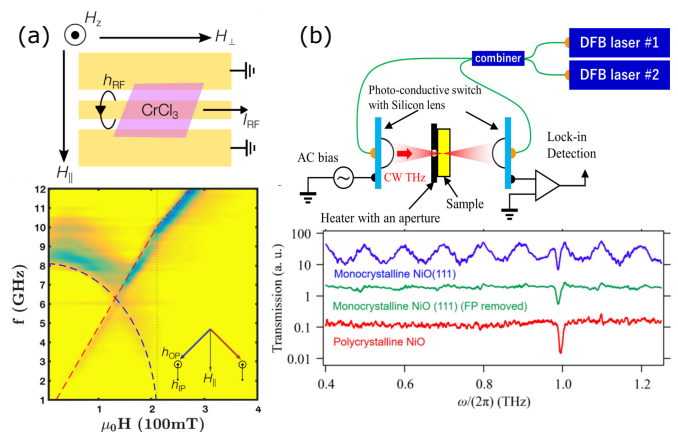 (a)
H_z
H_⊥
h_RF
CrCl_3
I_RF
H_||
12
11
10
9
8
7
6
5
4
3
2
1
f (GHz)
h_OP
h_IP
H_||
1
2
3
4
μ_0H (100mT)
(b)
DFB laser #1
combiner
DFB laser #2
Photo-conductive switch
with Silicon lens
Lock-in
Detection
AC bias
CW THz
Sample
Heater with an aperture
Transmission (a. u.)
100
10
1
0.1
0.01
Monocrystalline NiO(111)
Monocrystalline NiO (111) (FP removed)
Polycrystalline NiO
0.4
0.6
0.8
1.0
1.2
ω/(2π) (THz)